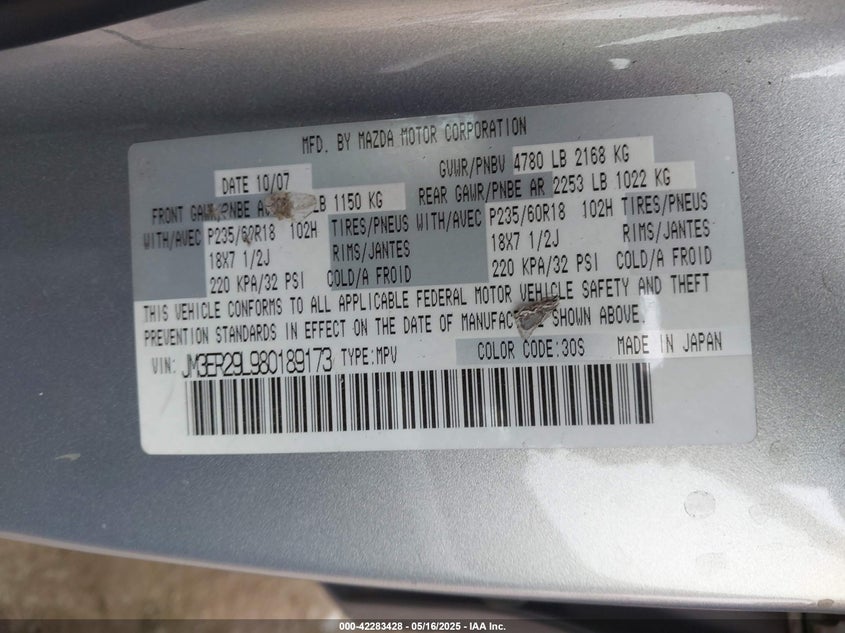 MFD. BY MAZDA MOTOR CORPORATION
DATE 10/07 GVWR/PNBV 4780 LB 2168 KG
FRONT GAWR/PNBE LB 1150 KG REAR GAWR/PNBE AR 2253 LB 1022 KG
WITH/AVEC P235/60R18 102H TIRES/PNEUS WITH/AVEC P235/60R18 102H TIRES/PNEUS
18X7 1/2J RIMS/JANTES 18X7 1/2J RIMS/JANTES
220 KPA/32 PSI COLD/A FROID 220 KPA/32 PSI COLD/A FROID
THIS VEHICLE CONFORMS TO ALL APPLICABLE FEDERAL MOTOR VEHICLE SAFETY AND THEFT
PREVENTION STANDARDS IN EFFECT ON THE DATE OF MANUFACTURE SHOWN ABOVE.
VIN: JM3ER29L980189173 TYPE:MPV COLOR CODE:30S MADE IN JAPAN
000-42283428 - 05/16/2025 - IAA Inc.